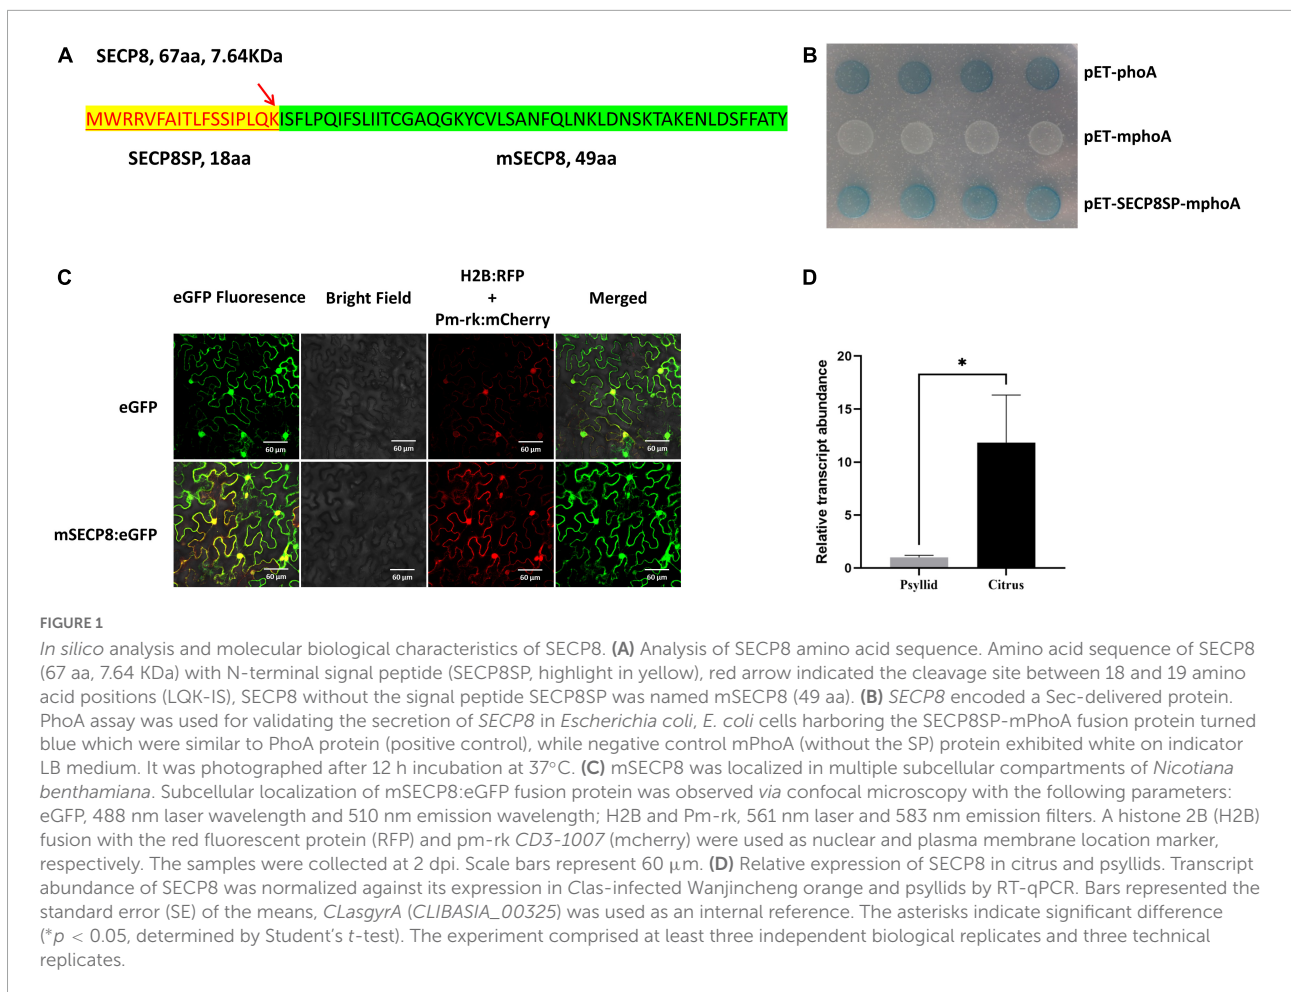 A
SECP8, 67aa, 7.64KDa
MWRRVFAITLFSSIPLQKISFLPQIFSLIITCGAQGKYCVLSANFQLNKLDNSKTAKENLDSFFATY
SECP8SP, 18aa
mSECP8, 49aa
B
pET-phoA
pET-mphoA
pET-SECP8SP-mphoA
C
eGFP Fluoresence
Bright Field
H2B:RFP
+
Pm-rk:mCherry
Merged
eGFP
60 μm
60 μm
60 μm
60 μm
mSECP8:eGFP
60 μm
60 μm
60 μm
60 μm
D
Relative transcript abundance
20
15
10
5
0
*
Psyllid
Citrus
FIGURE 1
In silico analysis and molecular biological characteristics of SECP8. (A) Analysis of SECP8 amino acid sequence. Amino acid sequence of SECP8
(67 aa, 7.64 KDa) with N-terminal signal peptide (SECP8SP, highlight in yellow), red arrow indicated the cleavage site between 18 and 19 amino
acid positions (LQK-IS), SECP8 without the signal peptide SECP8SP was named mSECP8 (49 aa). (B) SECP8 encoded a Sec-delivered protein.
PhoA assay was used for validating the secretion of SECP8 in Escherichia coli, E. coli cells harboring the SECP8SP-mPhoA fusion protein turned
blue which were similar to PhoA protein (positive control), while negative control mPhoA (without the SP) protein exhibited white on indicator
LB medium. It was photographed after 12 h incubation at 37°C. (C) mSECP8 was localized in multiple subcellular compartments of Nicotiana
benthamiana. Subcellular localization of mSECP8:eGFP fusion protein was observed via confocal microscopy with the following parameters:
eGFP, 488 nm laser wavelength and 510 nm emission wavelength; H2B and Pm-rk, 561 nm laser and 583 nm emission filters. A histone 2B (H2B)
fusion with the red fluorescent protein (RFP) and pm-rk CD3-1007 (mcherry) were used as nuclear and plasma membrane location marker,
respectively. The samples were collected at 2 dpi. Scale bars represent 60 μm. (D) Relative expression of SECP8 in citrus and psyllids. Transcript
abundance of SECP8 was normalized against its expression in Clas-infected Wanjincheng orange and psyllids by RT-qPCR. Bars represented the
standard error (SE) of the means, CLasgyrA (CLIBASIA_00325) was used as an internal reference. The asterisks indicate significant difference
(*p < 0.05, determined by Student's t-test). The experiment comprised at least three independent biological replicates and three technical
replicates.